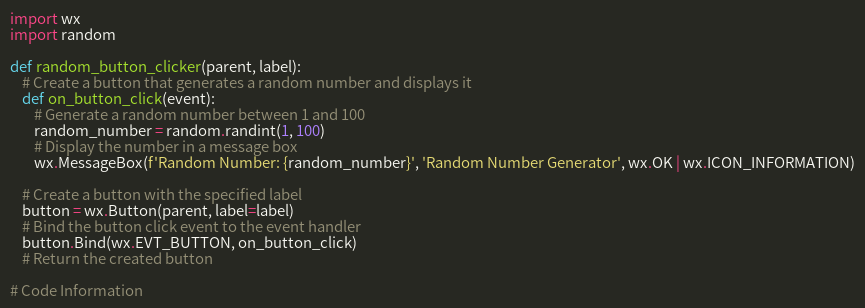 import wx
import random

def random_button_clicker(parent, label):
    # Create a button that generates a random number and displays it
    def on_button_click(event):
        # Generate a random number between 1 and 100
        random_number = random.randint(1, 100)
        # Display the number in a message box
        wx.MessageBox(f'Random Number: {random_number}', 'Random Number Generator', wx.OK | wx.ICON_INFORMATION)

    # Create a button with the specified label
    button = wx.Button(parent, label=label)
    # Bind the button click event to the event handler
    button.Bind(wx.EVT_BUTTON, on_button_click)
    # Return the created button

# Code Information